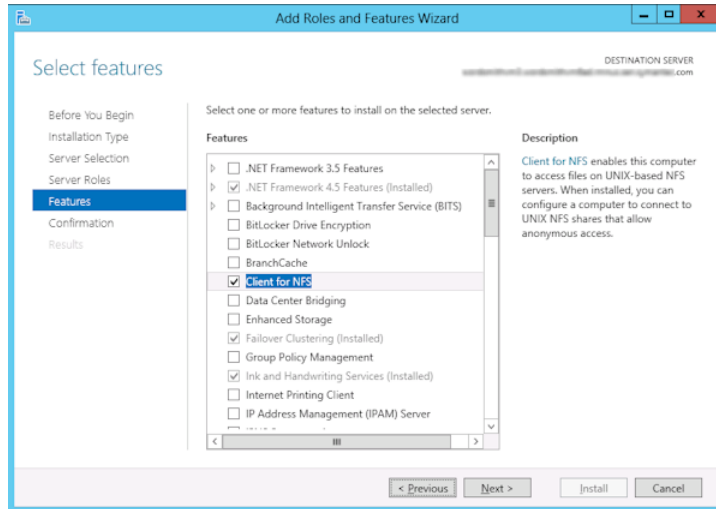 Add Roles and Features Wizard
Select features
DESTINATION SERVER
.com
Before You Begin
Installation Type
Server Selection
Server Roles
Features
Confirmation
Results
Select one or more features to install on the selected server.
Features
.NET Framework 3.5 Features
.NET Framework 4.5 Features (Installed)
Background Intelligent Transfer Service (BITS)
BitLocker Drive Encryption
BitLocker Network Unlock
BranchCache
Client for NFS
Data Center Bridging
Enhanced Storage
Failover Clustering (Installed)
Group Policy Management
Ink and Handwriting Services (Installed)
Internet Printing Client
IP Address Management (IPAM) Server
Description
Client for NFS enables this computer
to access files on UNIX-based NFS
servers. When installed, you can
configure a computer to connect to
UNIX NFS shares that allow
anonymous access.
< Previous
Next >
Install
Cancel